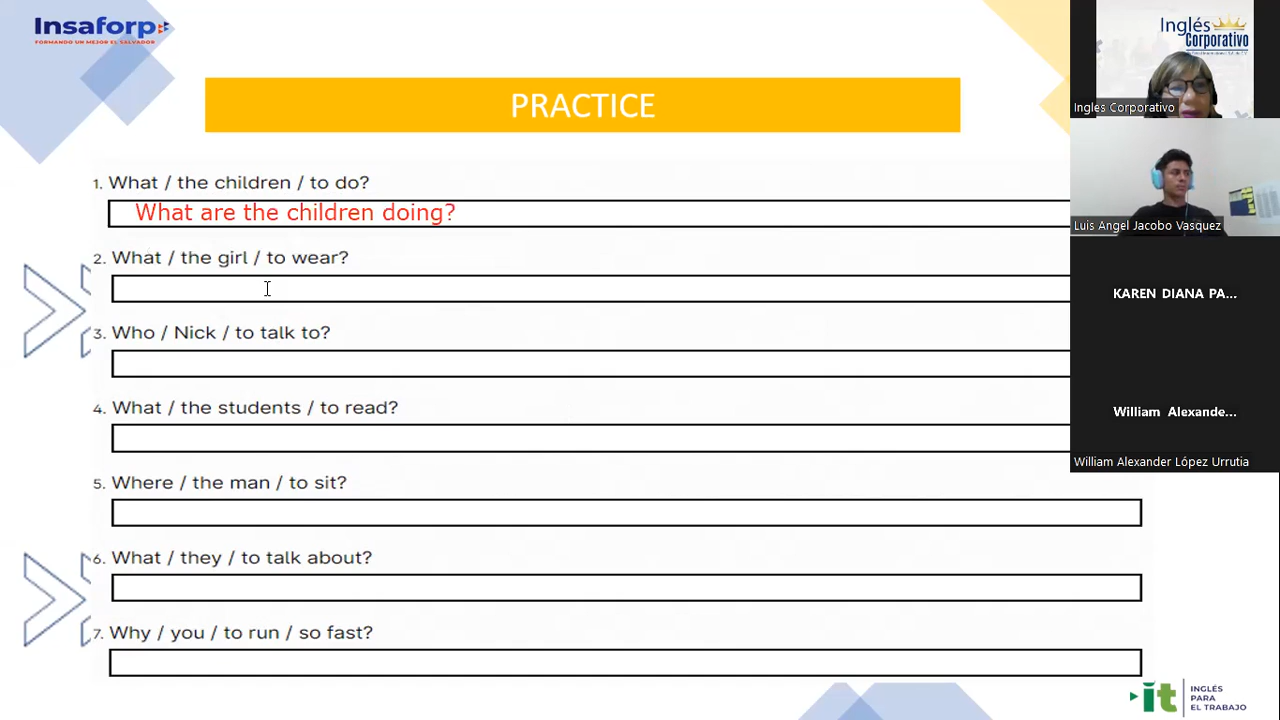 Insaforp
FORMANDO UN MEJOR EL SALVADOR
PRACTICE
1. What / the children / to do?
What are the children doing?
2. What / the girl / to wear?
3. Who / Nick / to talk to?
4. What / the students / to read?
5. Where / the man / to sit?
6. What / they / to talk about?
7. Why / you / to run / so fast?
Inglés
Corporativo
Ingles Corporativo
Luis Angel Jacobo Vasquez
KAREN DIANA PA...
William Alexande...
William Alexander López Urrutia
it
INGLÉS
PARA
EL TRABAJO